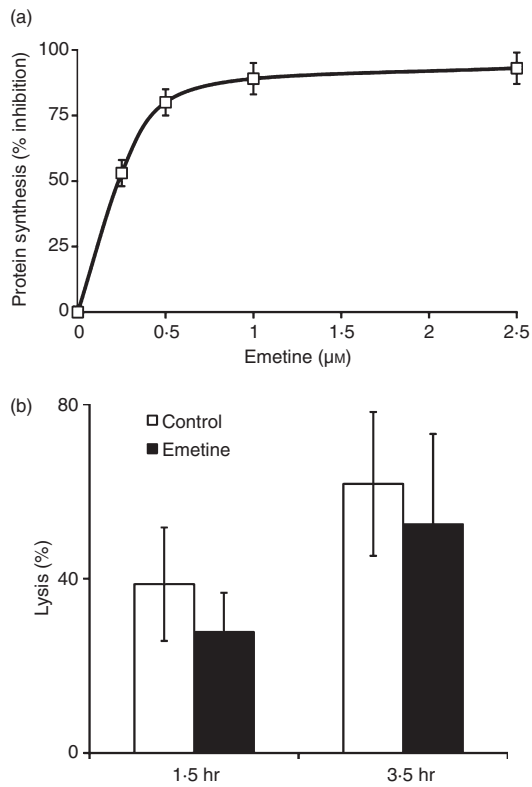 (a)
100
75
50
25
0
Protein synthesis (% inhibition)
0 0·5 1 1·5 2 2·5
Emetine (μM)
(b)
80
40
0
Lysis (%)
Control
Emetine
1·5 hr 3·5 hr